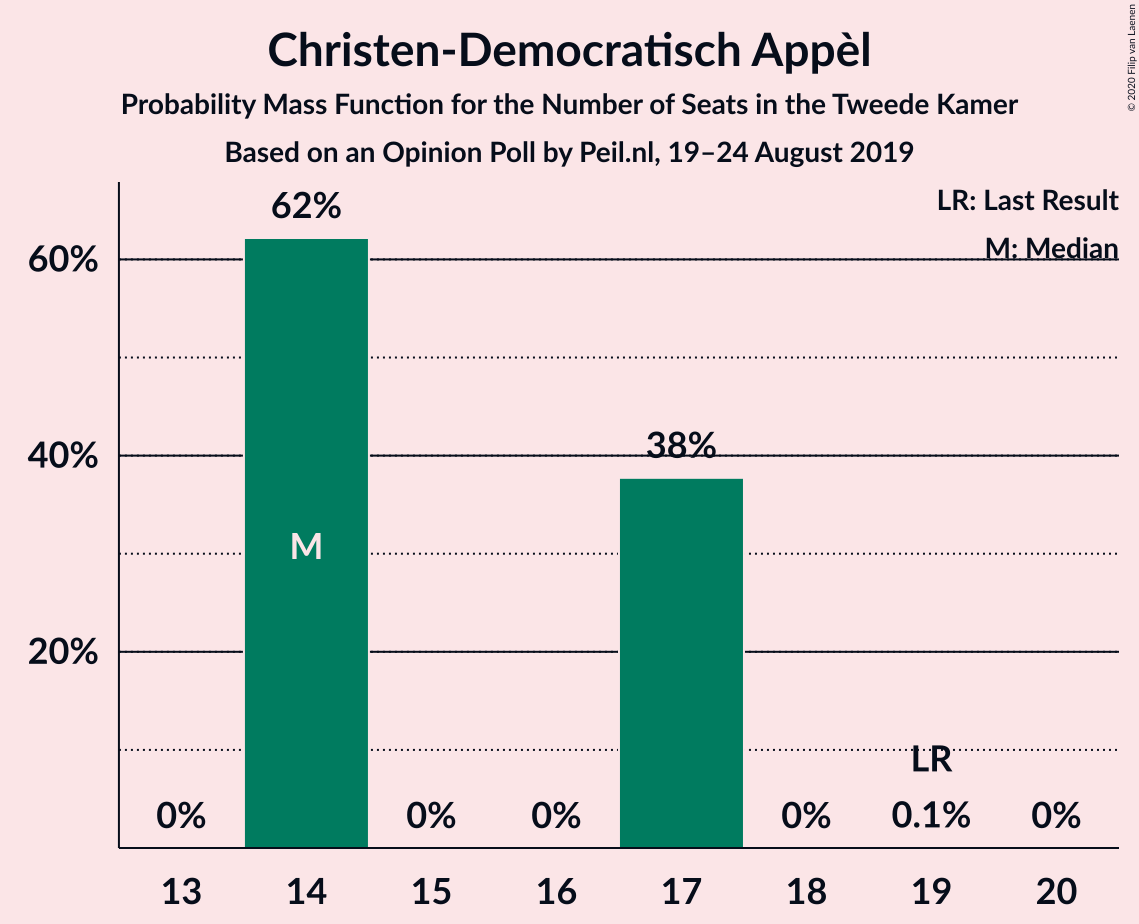 Christen-Democratisch Appèl
Probability Mass Function for the Number of Seats in the Tweede Kamer
Based on an Opinion Poll by Peil.nl, 19–24 August 2019
© 2020 Filip van Laenen
LR: Last Result
M: Median
62%
60%
40%
38%
20%
M
LR
0%
0%
0%
0%
0.1%
0%
13 14 15 16 17 18 19 20